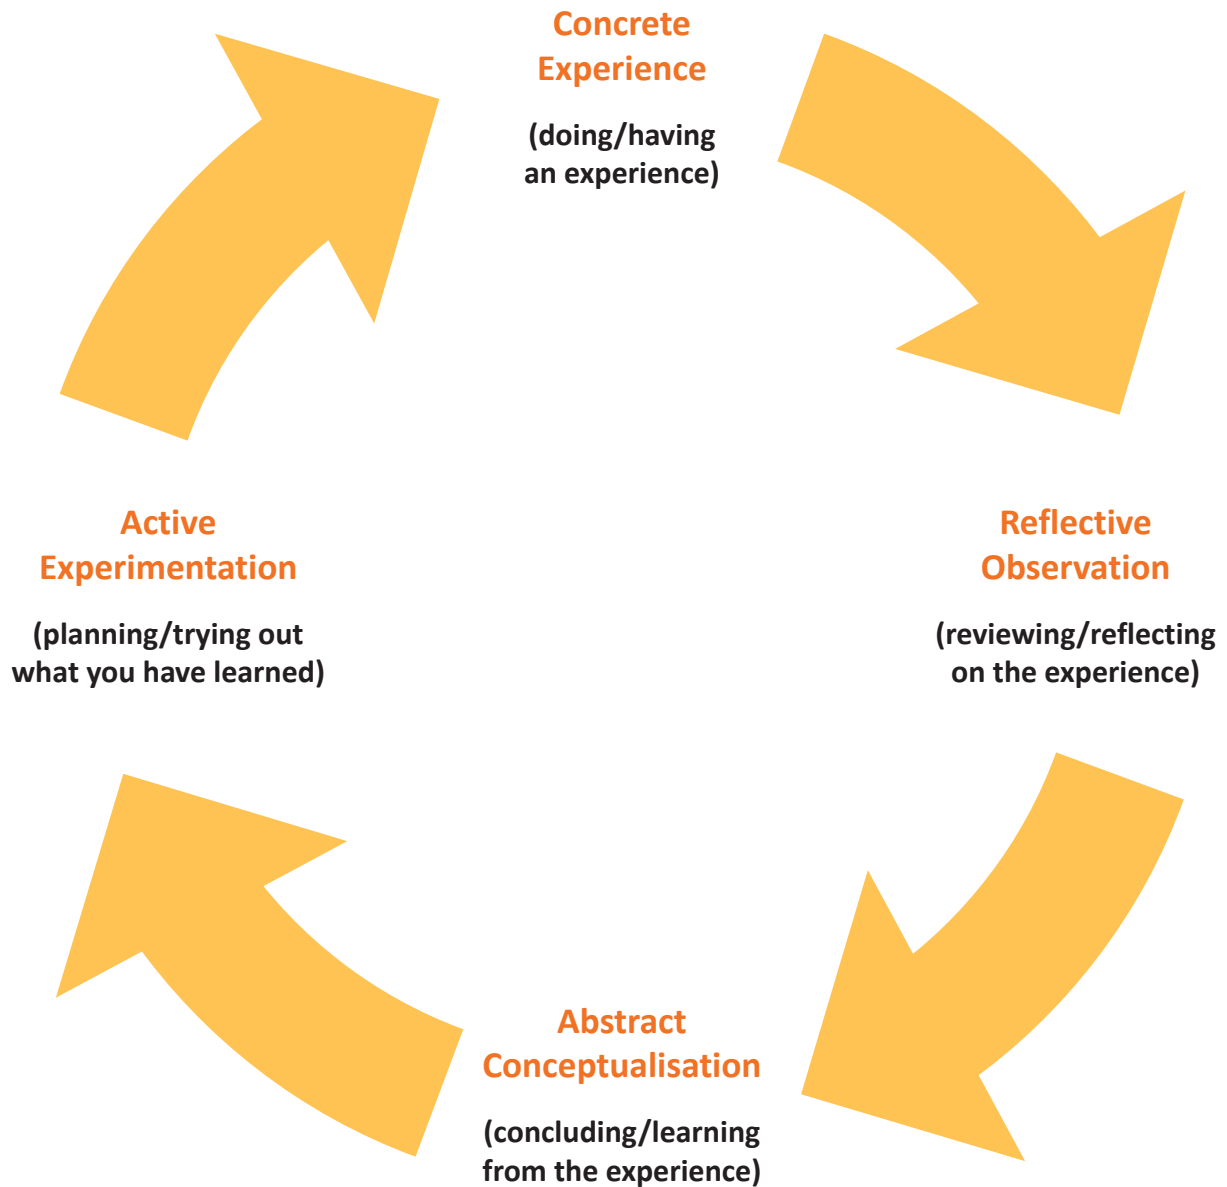 Concrete
Experience
(doing/having
an experience)
Reflective
Observation
(reviewing/reflecting
on the experience)
Abstract
Conceptualisation
(concluding/learning
from the experience)
Active
Experimentation
(planning/trying out
what you have learned)